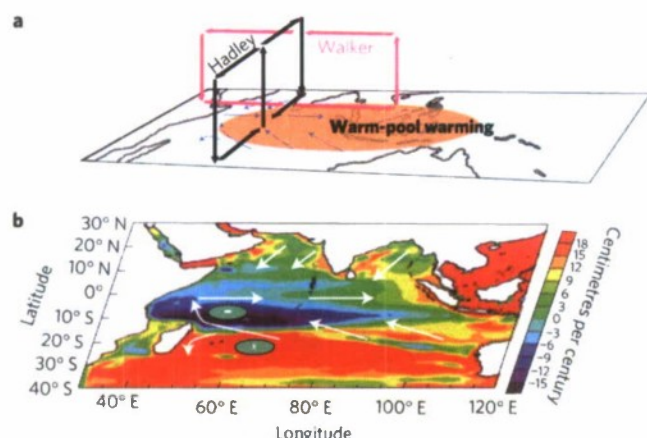 a
Hadley
Walker
Warm-pool warming
b
30° N
20° N
10° N
0°
10° S
20° S
30° S
40° S
Latitude
40° E
60° E
80° E
100° E
120° E
Longitude
18
15
12
9
6
3
0
-3
-6
-9
-12
-15
Centimetres per century